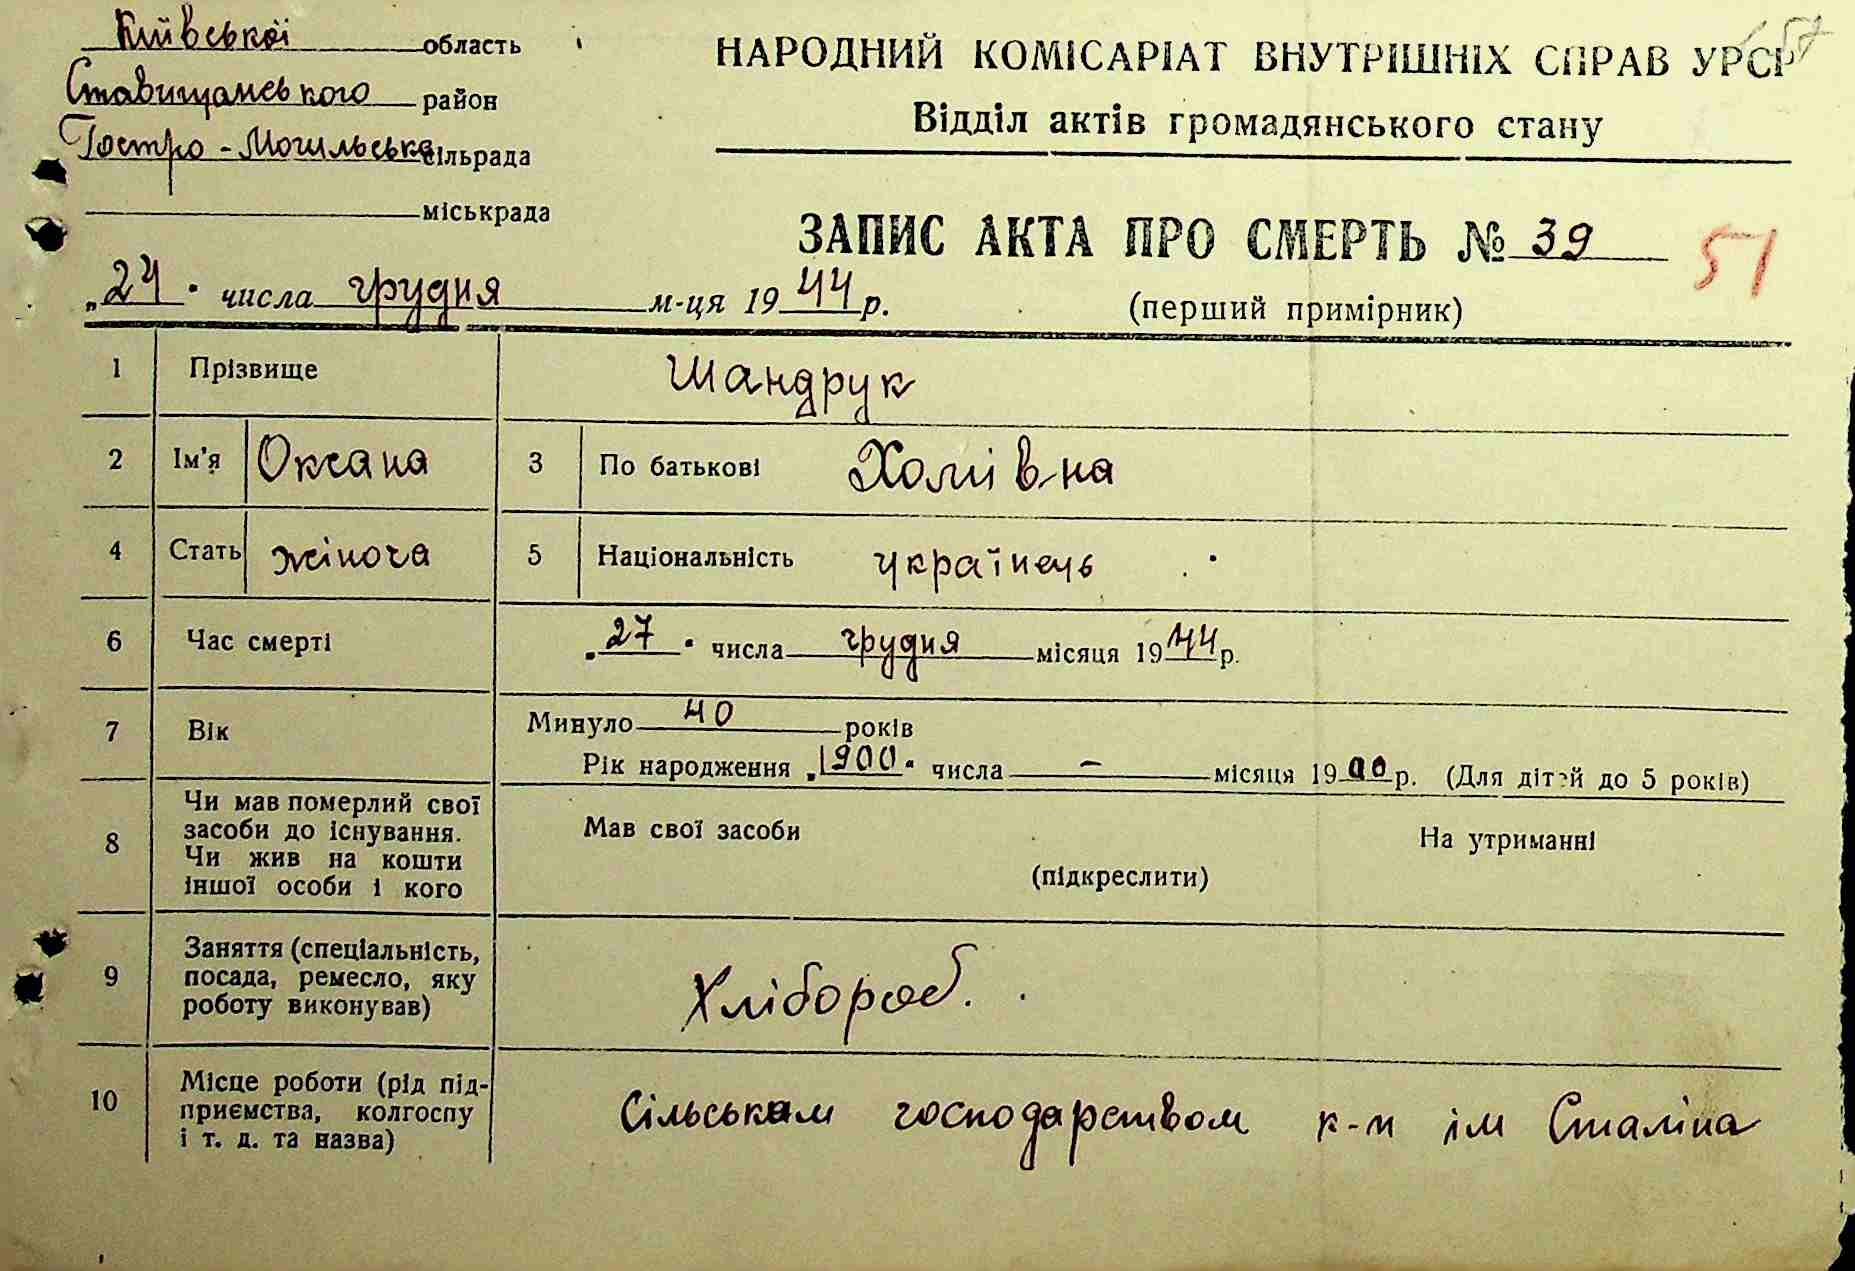 Київської область
Ставищанського район
Гостро-Могильська сільрада
міськрада
НАРОДНИЙ КОМІСАРІАТ ВНУТРІШНІХ СПРАВ УРСР
Відділ актів громадянського стану
ЗАПИС АКТА ПРО СМЕРТЬ № 39
51
(перший примірник)
числа грудня м-ця 1944 р.
1 Прізвище Шандрук
2 Ім'я Оксана 3 По батькові Хомівна
4 Стать жіноча 5 Національність українець
6 Час смерті „27" числа грудня місяця 1944 р.
7 Вік Минуло 40 років
Рік народження „1900" числа — місяця 1900 р. (Для дітей до 5 років)
8 Чи мав померлий свої засоби до існування. Чи жив на кошти іншої особи і кого Мав свої засоби (підкреслити) На утриманні
9 Заняття (спеціальність, посада, ремесло, яку роботу виконував) Хлібороб.
10 Місце роботи (рід підприємства, колгоспу і т. д. та назва) Сільським господарством к-п ім Сталіна